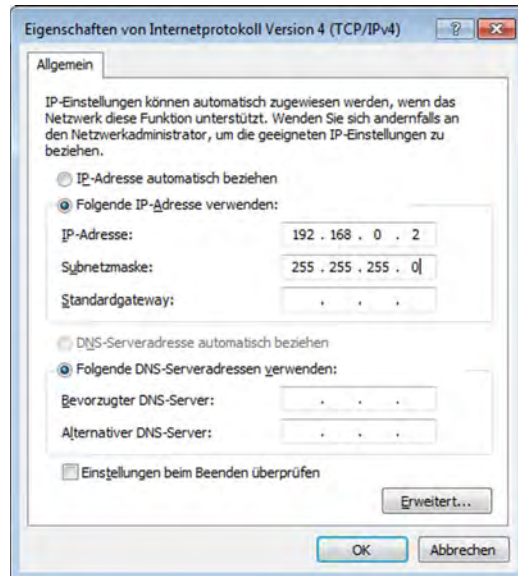 Eigenschaften von Internetprotokoll Version 4 (TCP/IPv4)
Allgemein
IP-Einstellungen können automatisch zugewiesen werden, wenn das
Netzwerk diese Funktion unterstützt. Wenden Sie sich andernfalls an
den Netzwerkadministrator, um die geeigneten IP-Einstellungen zu
beziehen.
IP-Adresse automatisch beziehen
Folgende IP-Adresse verwenden:
IP-Adresse: 192 . 168 . 0 . 2
Subnetzmaske: 255 . 255 . 255 . 0
Standardgateway: . . .
DNS-Serveradresse automatisch beziehen
Folgende DNS-Serveradressen verwenden:
Bevorzugter DNS-Server: . . .
Alternativer DNS-Server: . . .
Einstellungen beim Beenden überprüfen
Erweitert...
OK Abbrechen